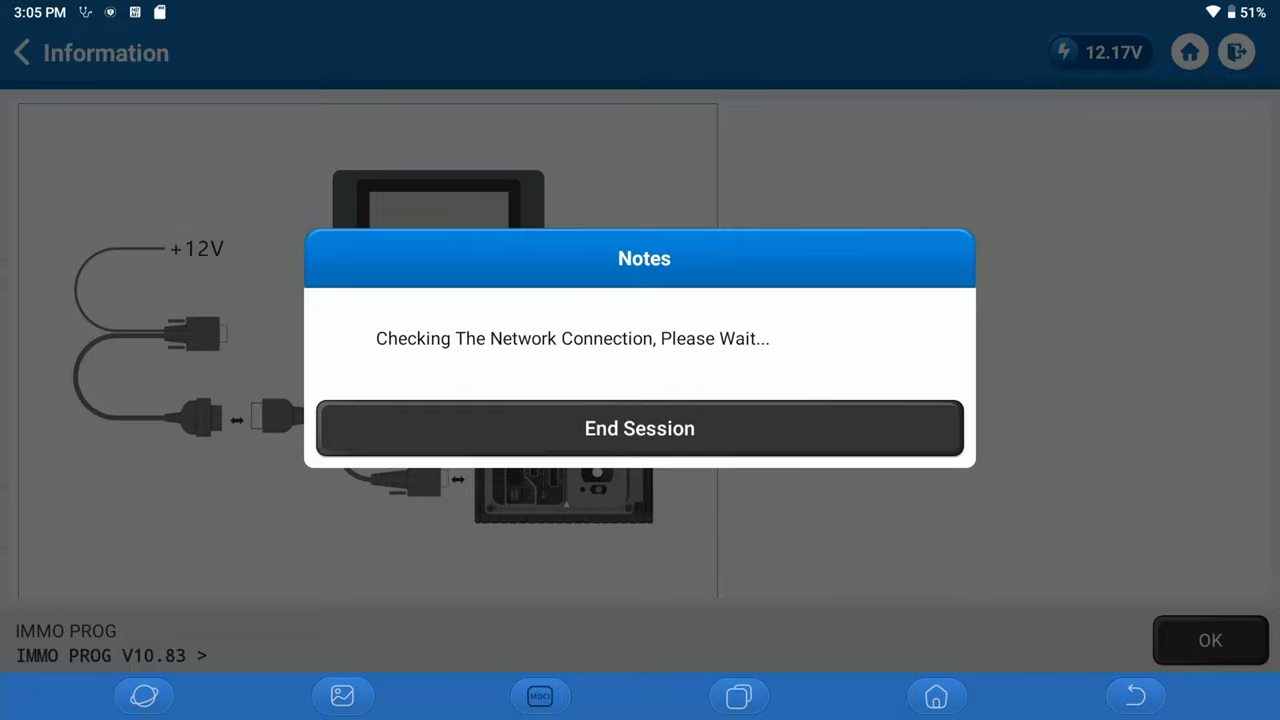 3:05 PM
51%
Information
12.17V
+12V
Notes
Checking The Network Connection, Please Wait...
End Session
IMMO PROG
IMMO PROG V10.83 >
OK